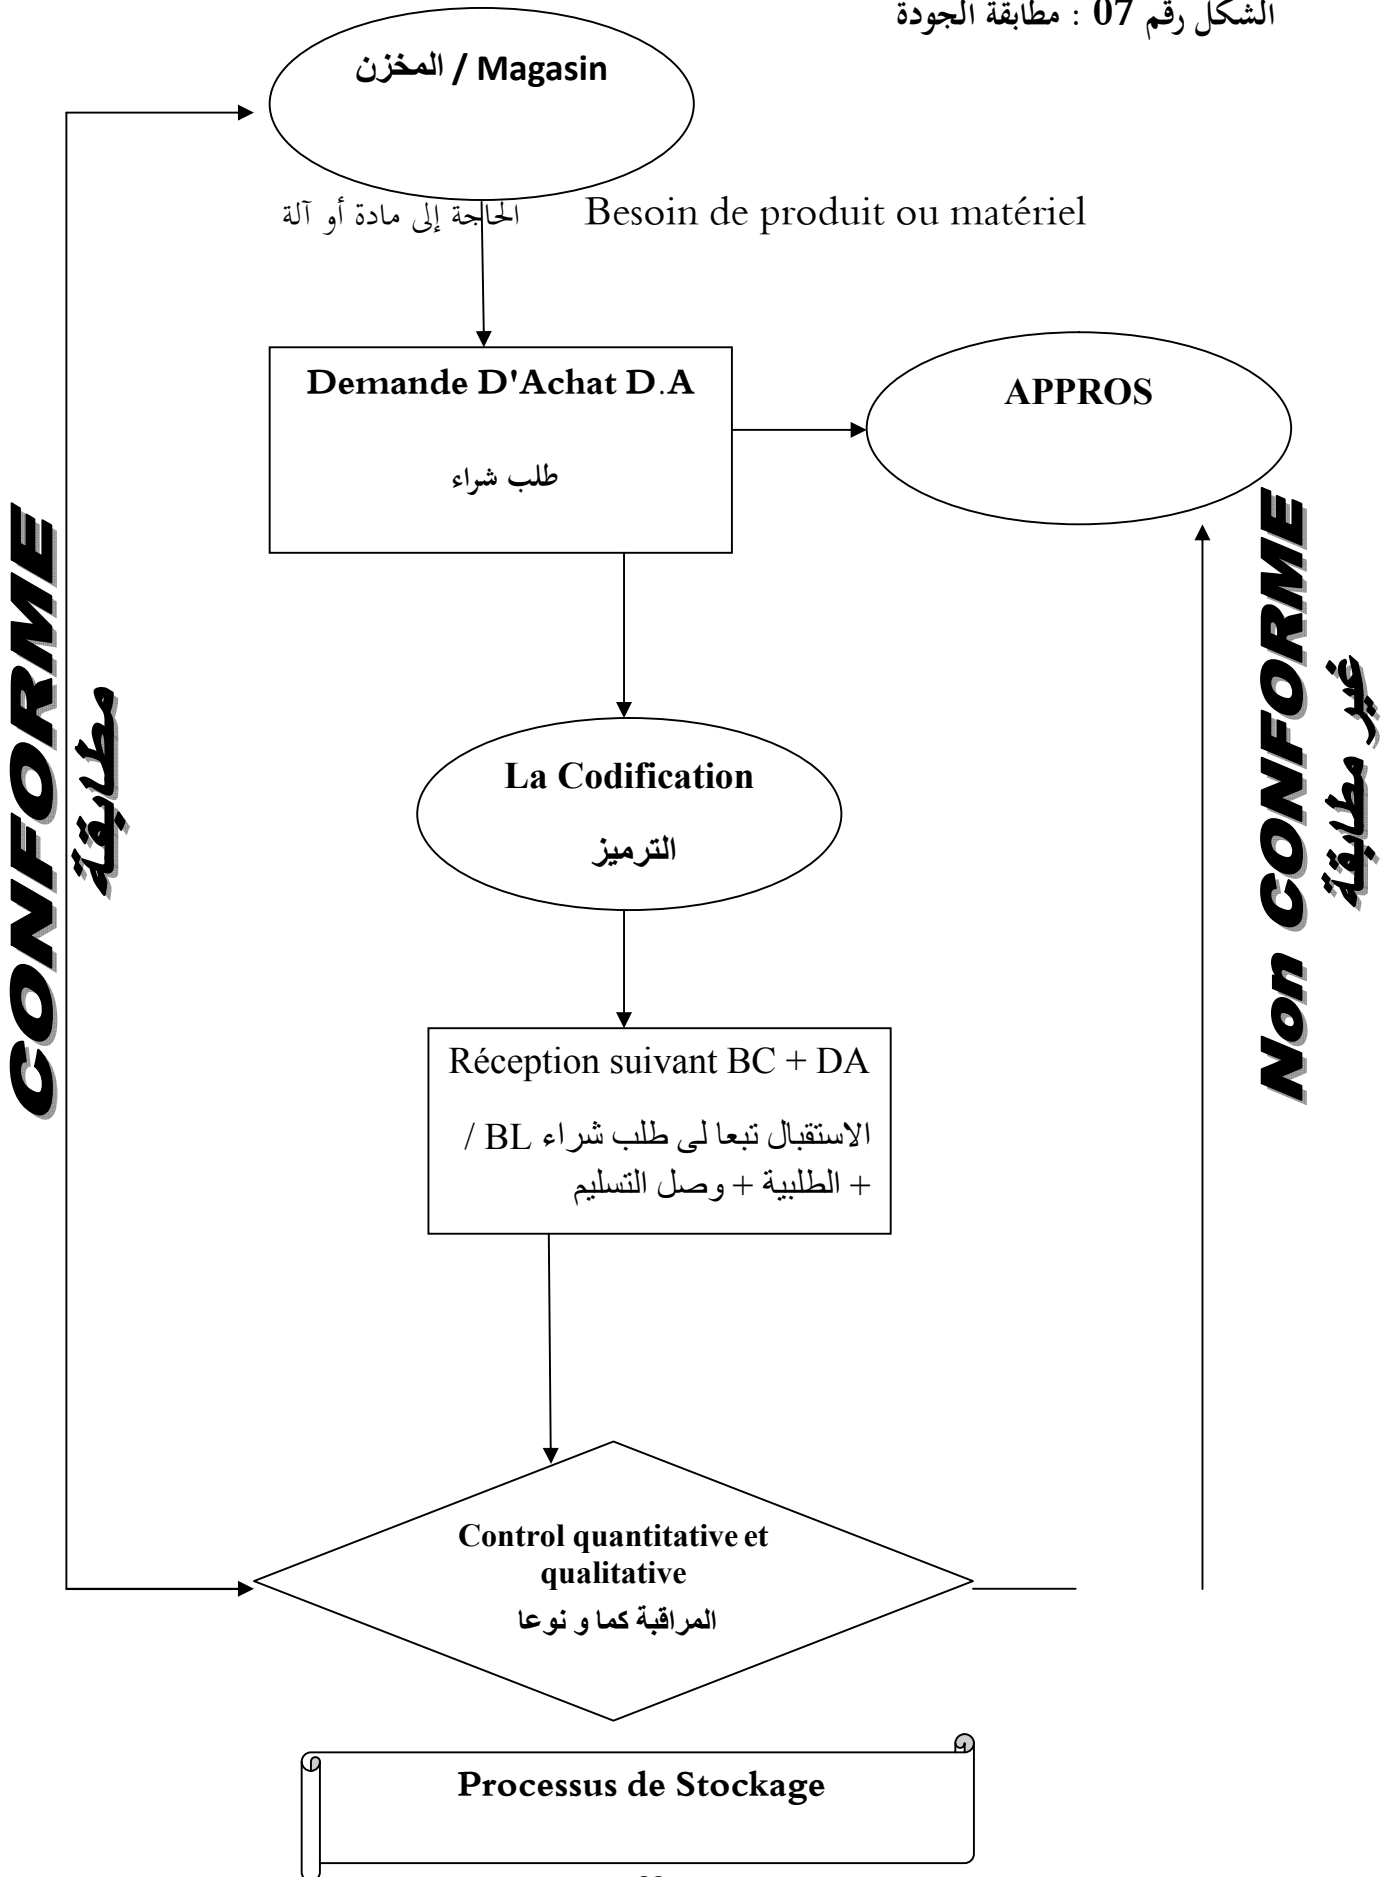 الشكل رقم 07 : مطابقة الجودة
المخزن / Magasin
الحاجة إلى مادة أو آلة Besoin de produit ou matériel
Demande D'Achat D.A
طلب شراء
APPROS
CONFORME
مطابقة
Non CONFORME
غير مطابقة
La Codification
الترميز
Réception suivant BC + DA
الاستقبال تبعا لى طلب شراء BL /
+ الطلبية + وصل التسليم
Control quantitative et
qualitative
المراقبة كما و نوعا
Processus de Stockage